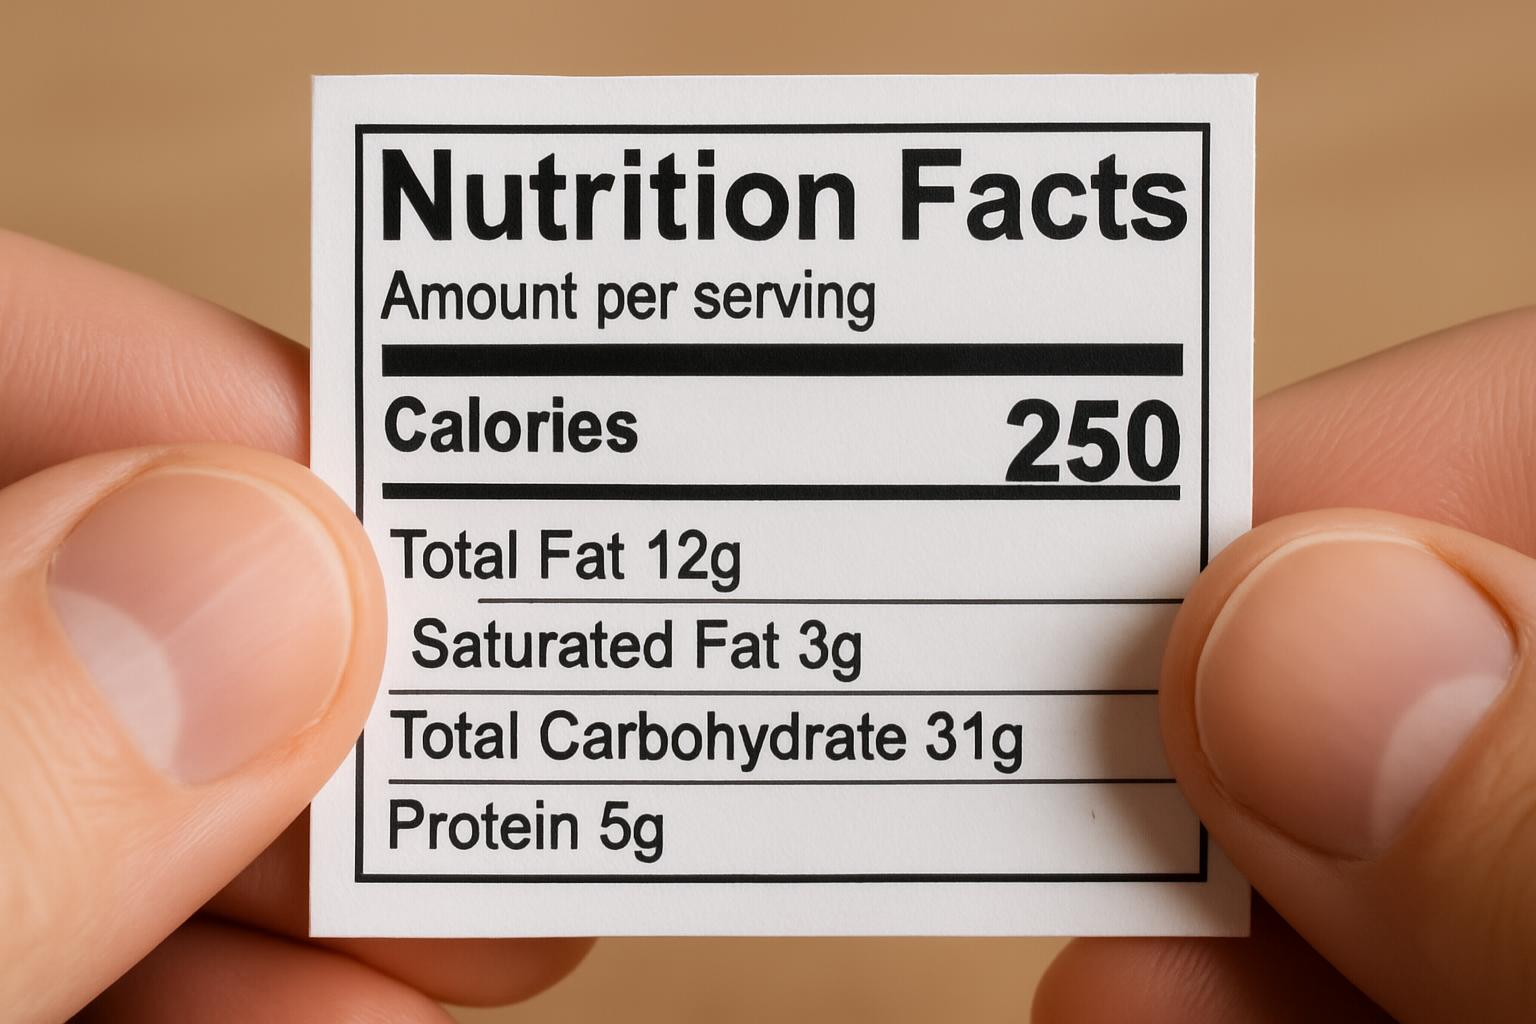 Nutrition Facts
Amount per serving
Calories 250
Total Fat 12g
Saturated Fat 3g
Total Carbohydrate 31g
Protein 5g